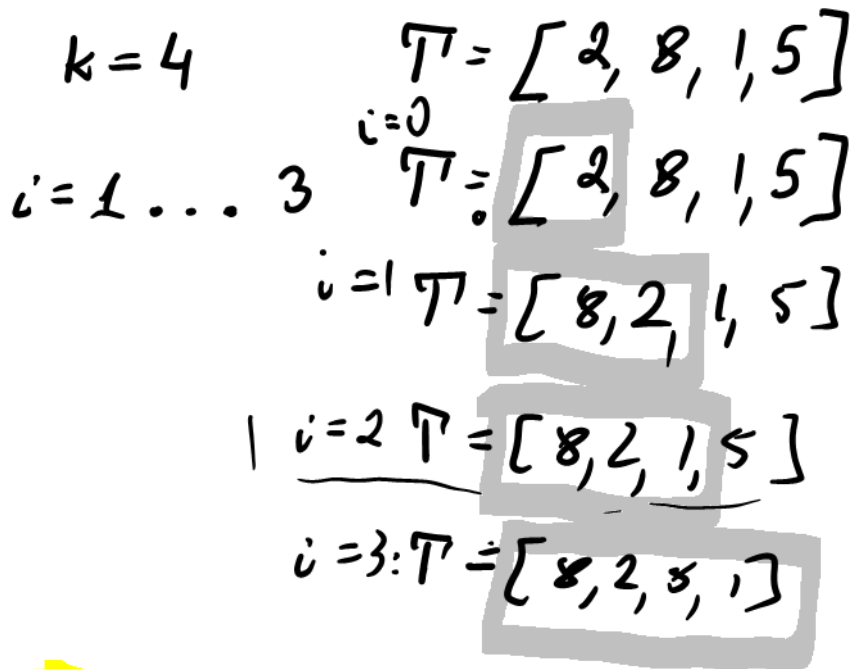 k = 4
T = [ 2, 8, 1, 5 ]
i=0
i = 1 . . . 3
T = [ 2, 8, 1, 5 ]
i =1 T = [ 8, 2, 1, 5 ]
| i=2 T = [ 8, 2, 1, 5 ]
i =3: T = [ 8, 2, 5, 1 ]